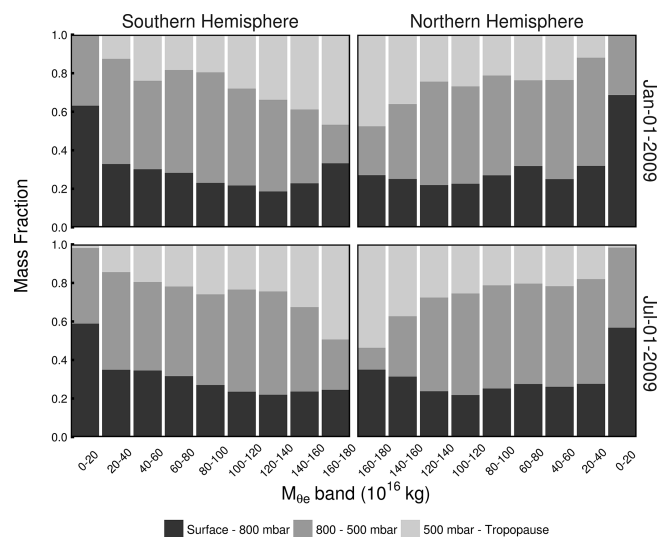 Southern Hemisphere
Northern Hemisphere
1.0
0.8
0.6
0.4
0.2
0.0
Jan-01-2009
Mass Fraction
1.0
0.8
0.6
0.4
0.2
0.0
Jul-01-2009
0-20 20-40 40-60 60-80 80-100 100-120 120-140 140-160 160-180
160-180 140-160 120-140 100-120 80-100 60-80 40-60 20-40 0-20
Mθe band (10^16 kg)
Surface - 800 mbar 800 - 500 mbar 500 mbar - Tropopause